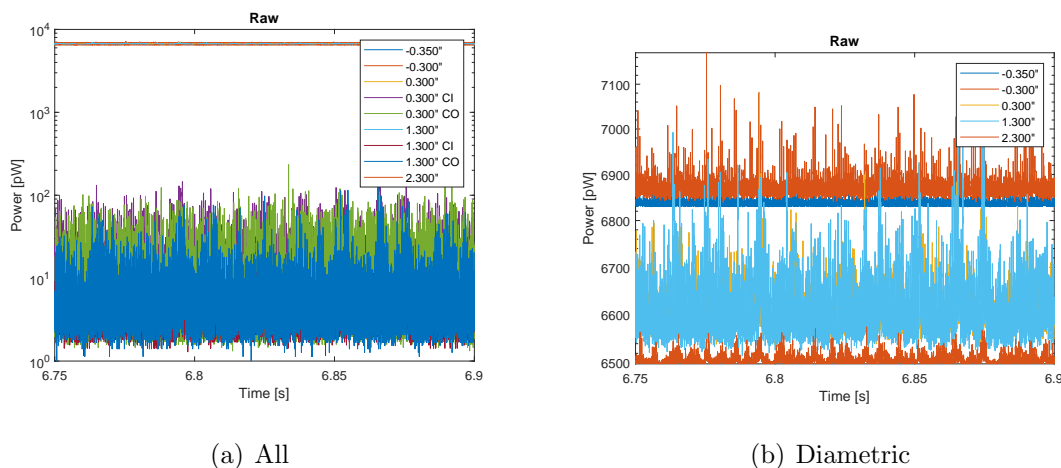 Raw
10^4
10^3
10^2
10^1
10^0
Power [pW]
6.75 6.8 6.85 6.9
Time [s]
-0.350"
-0.300"
0.300"
0.300" CI
0.300" CO
1.300"
1.300" CI
1.300" CO
2.300"
(a) All
Raw
7100
7000
6900
6800
6700
6600
6500
Power [pW]
6.75 6.8 6.85 6.9
Time [s]
-0.350"
-0.300"
0.300"
1.300"
2.300"
(b) Diametric